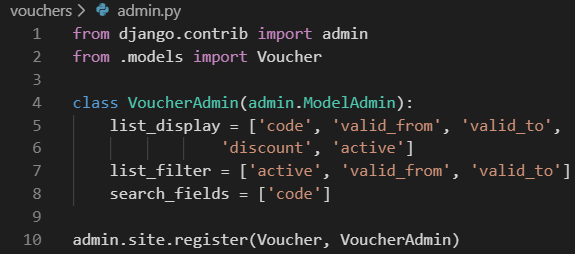 vouchers > admin.py
1 from django.contrib import admin
2 from .models import Voucher
3
4 class VoucherAdmin(admin.ModelAdmin):
5     list_display = ['code', 'valid_from', 'valid_to',
6                     'discount', 'active']
7     list_filter = ['active', 'valid_from', 'valid_to']
8     search_fields = ['code']
9
10 admin.site.register(Voucher, VoucherAdmin)